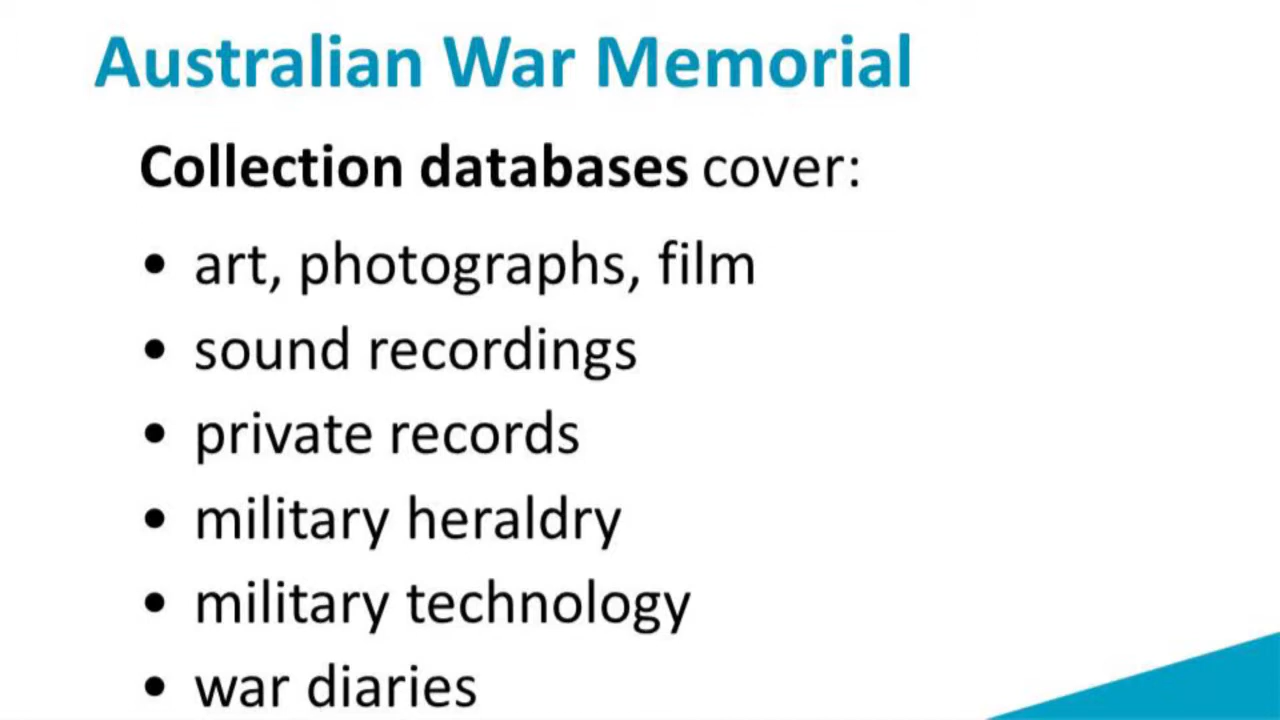 Australian War Memorial
Collection databases cover:
• art, photographs, film
• sound recordings
• private records
• military heraldry
• military technology
• war diaries